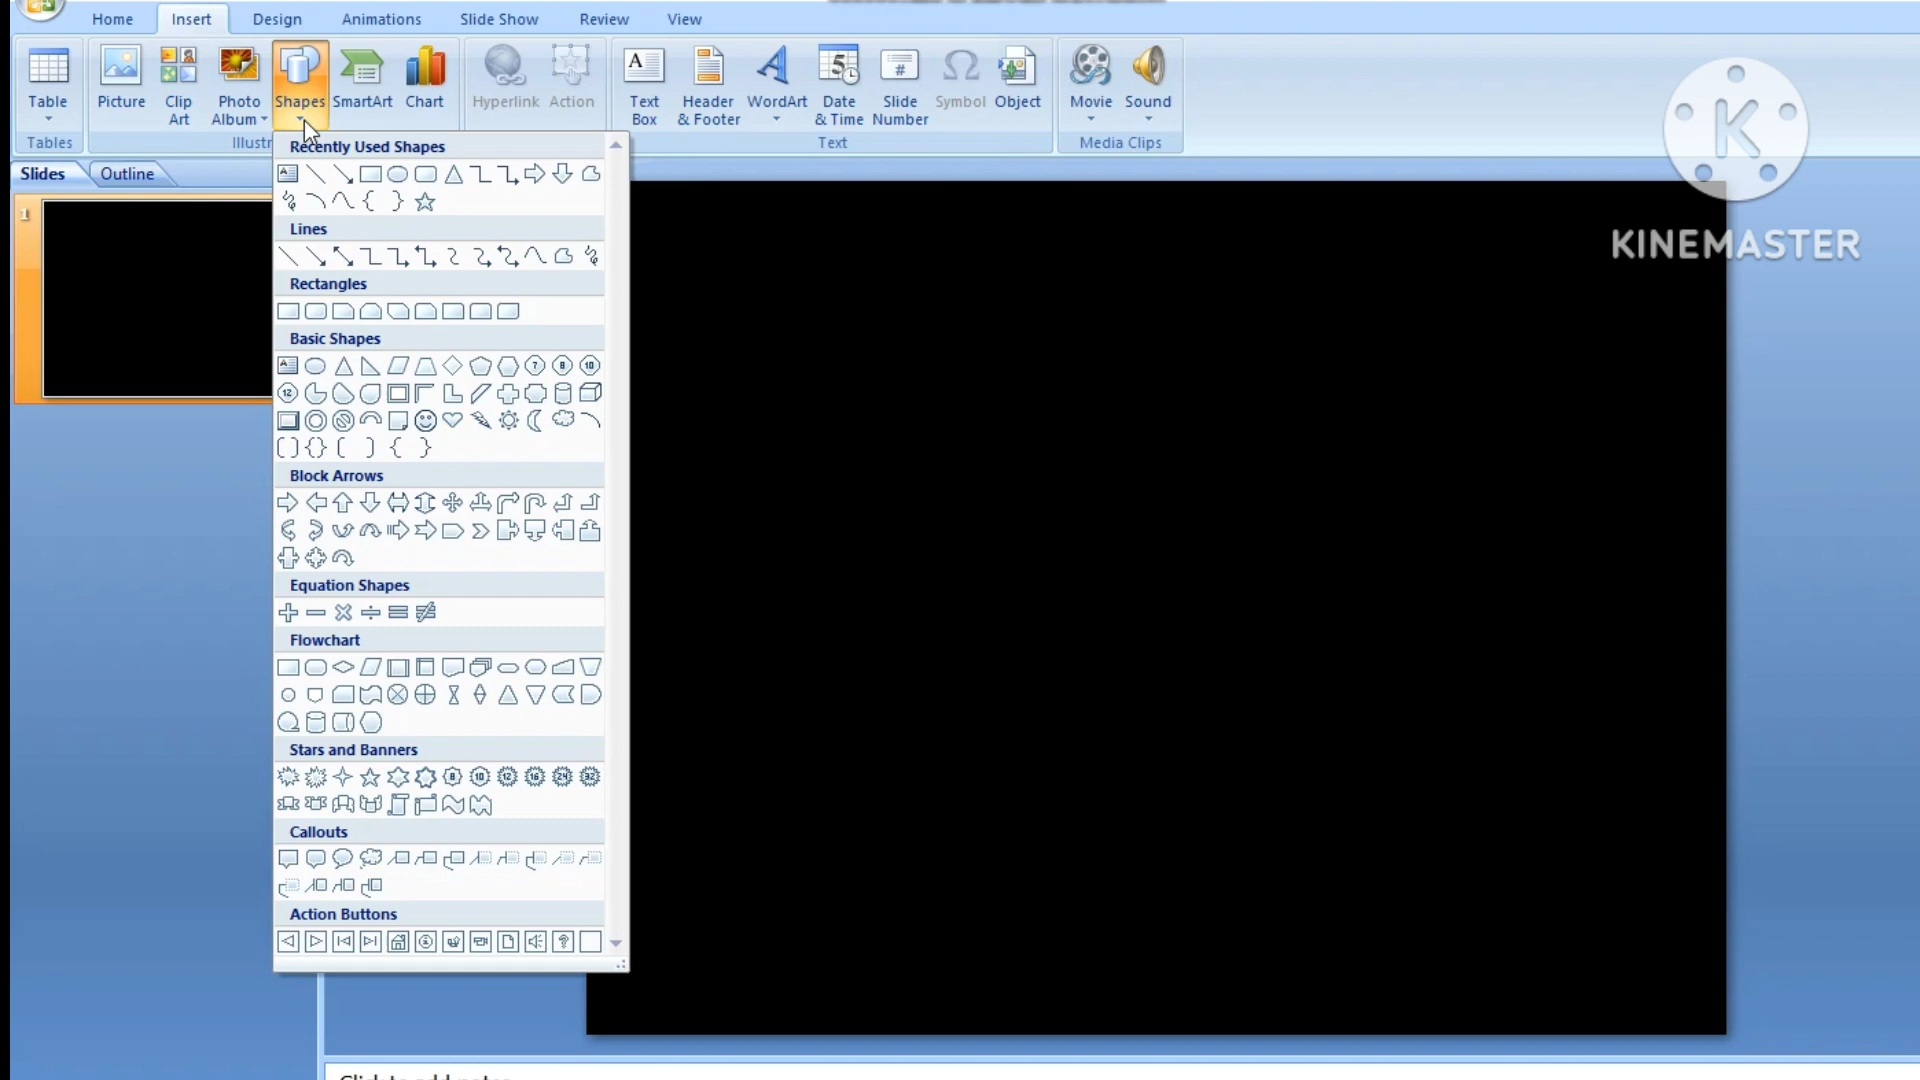 Home Insert Design Animations Slide Show Review View
Table Picture Clip Art Photo Album Shapes SmartArt Chart Hyperlink Action Text Box Header & Footer WordArt Date & Time Slide Number Symbol Object Movie Sound
Tables Illustr Text Media Clips
K
KINEMASTER
Slides Outline
1
Recently Used Shapes
Lines
Rectangles
Basic Shapes
Block Arrows
Equation Shapes
Flowchart
Stars and Banners
Callouts
Action Buttons